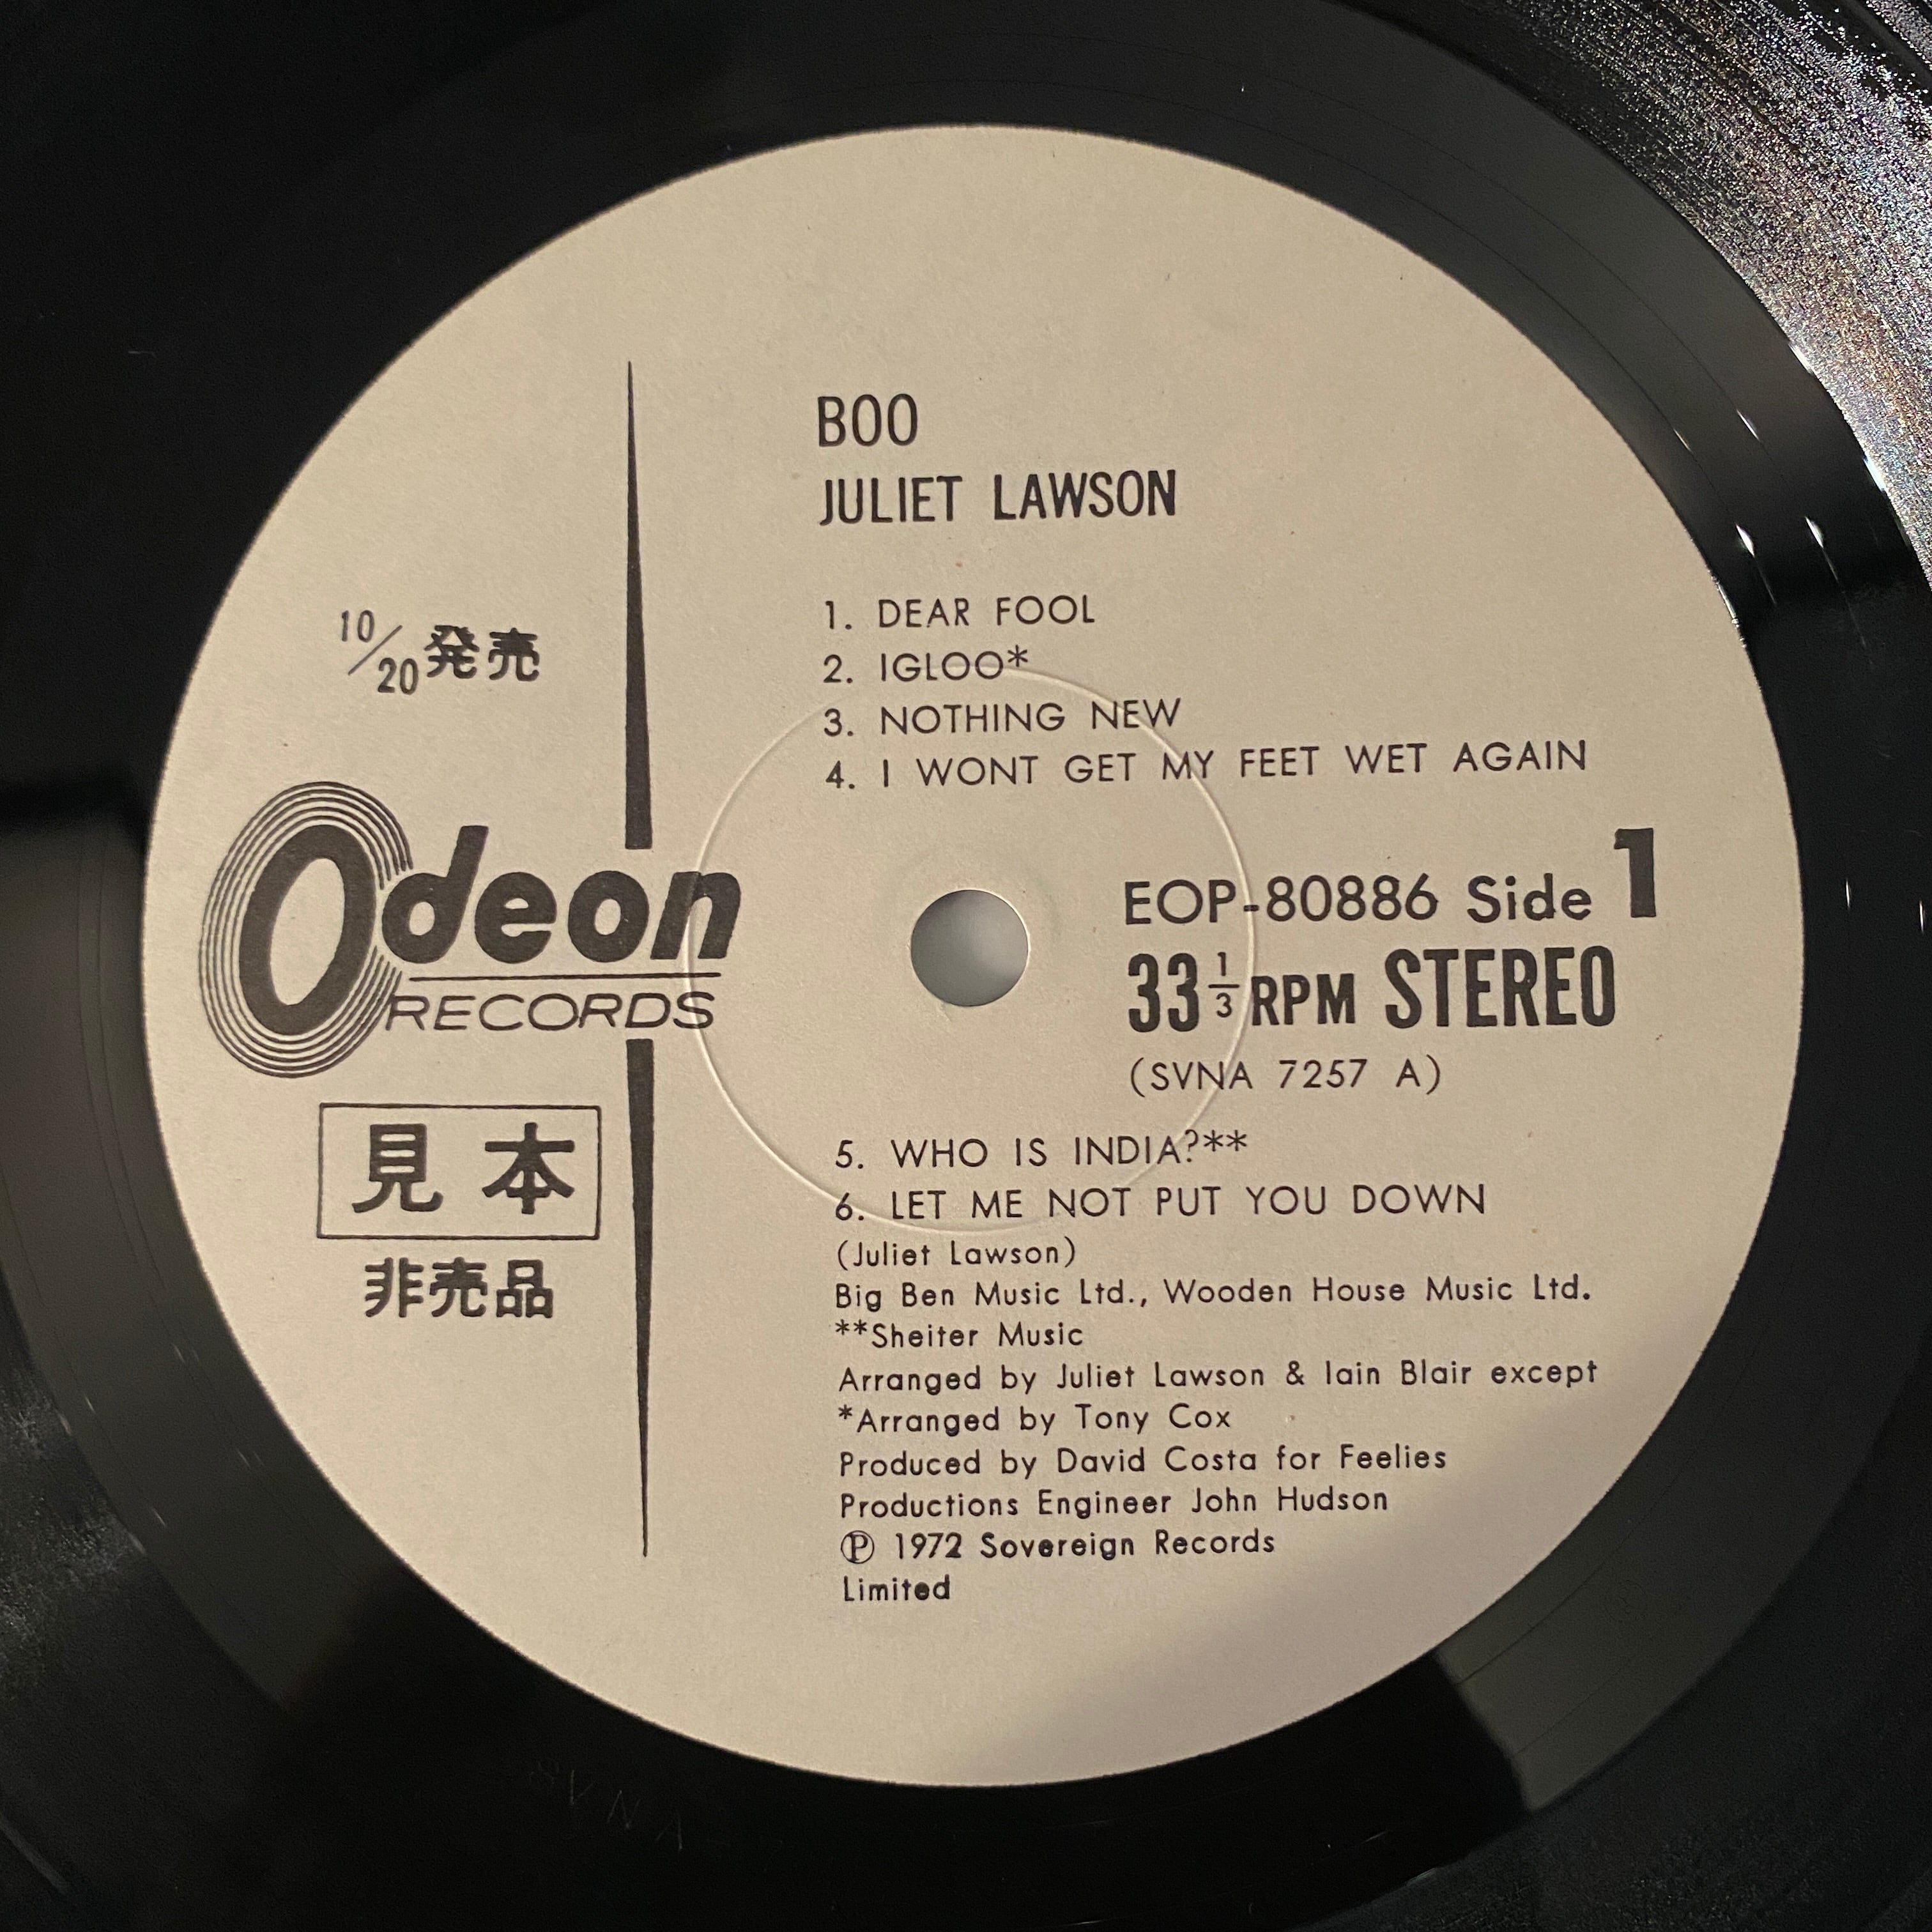 BOO
JULIET LAWSON
1. DEAR FOOL
2. IGLOO*
3. NOTHING NEW
4. I WONT GET MY FEET WET AGAIN
10/20発売
Odeon
RECORDS
見本
非売品
EOP-80886 Side 1
33 1/3 RPM STEREO
(SVNA 7257 A)
5. WHO IS INDIA?**
6. LET ME NOT PUT YOU DOWN
(Juliet Lawson)
Big Ben Music Ltd., Wooden House Music Ltd.
**Sheiter Music
Arranged by Juliet Lawson & Iain Blair except
*Arranged by Tony Cox
Produced by David Costa for Feelies
Productions Engineer John Hudson
Ⓟ 1972 Sovereign Records
Limited